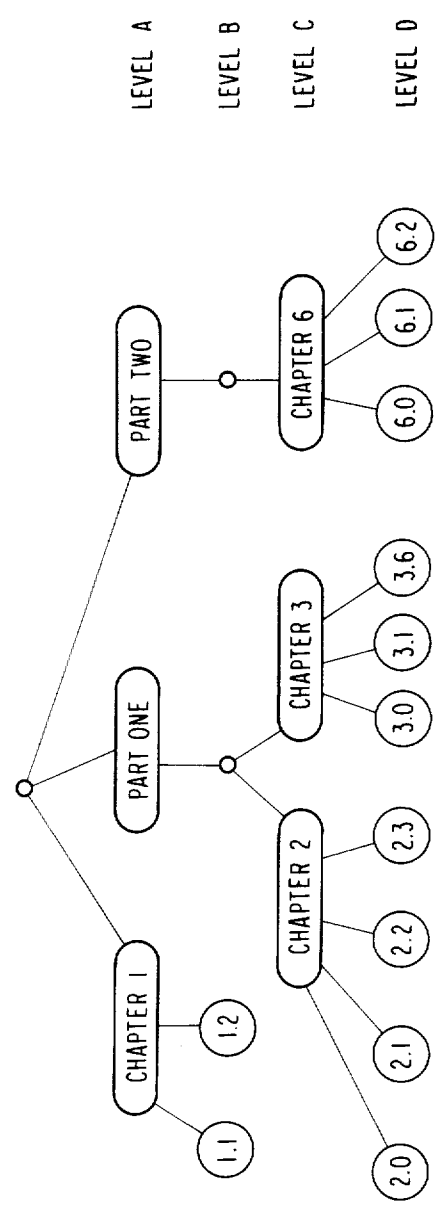 CHAPTER 1
PART ONE
PART TWO
LEVEL A
1.1
1.2
LEVEL B
CHAPTER 2
CHAPTER 3
CHAPTER 6
LEVEL C
2.0
2.1
2.2
2.3
3.0
3.1
3.6
6.0
6.1
6.2
LEVEL D